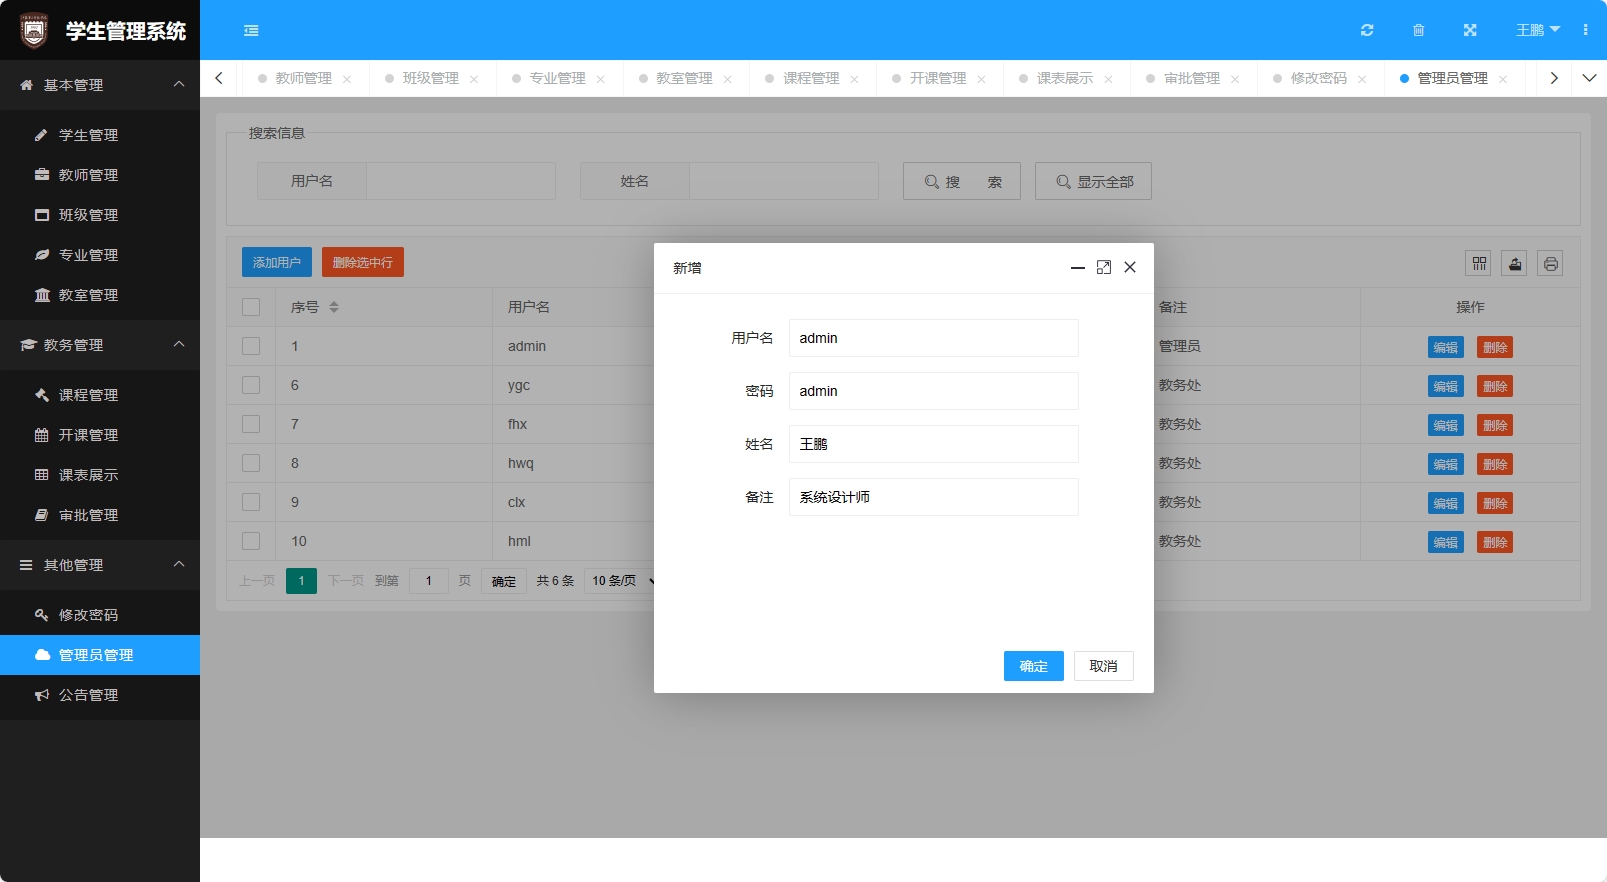 学生管理系统
王鹏
基本管理
学生管理
教师管理
班级管理
专业管理
教室管理
教务管理
课程管理
开课管理
课表展示
审批管理
其他管理
修改密码
管理员管理
公告管理
教师管理 班级管理 专业管理 教室管理 课程管理 开课管理 课表展示 审批管理 修改密码 管理员管理
搜索信息
用户名 姓名 搜 索 显示全部
添加用户 删除选中行
序号 用户名 备注 操作
1 admin 管理员 编辑 删除
6 ygc 教务处 编辑 删除
7 fhx 教务处 编辑 删除
8 hwq 教务处 编辑 删除
9 clx 教务处 编辑 删除
10 hml 教务处 编辑 删除
上一页 1 下一页 到第 1 页 确定 共 6 条 10 条/页
新增
用户名 admin
密码 admin
姓名 王鹏
备注 系统设计师
确定 取消